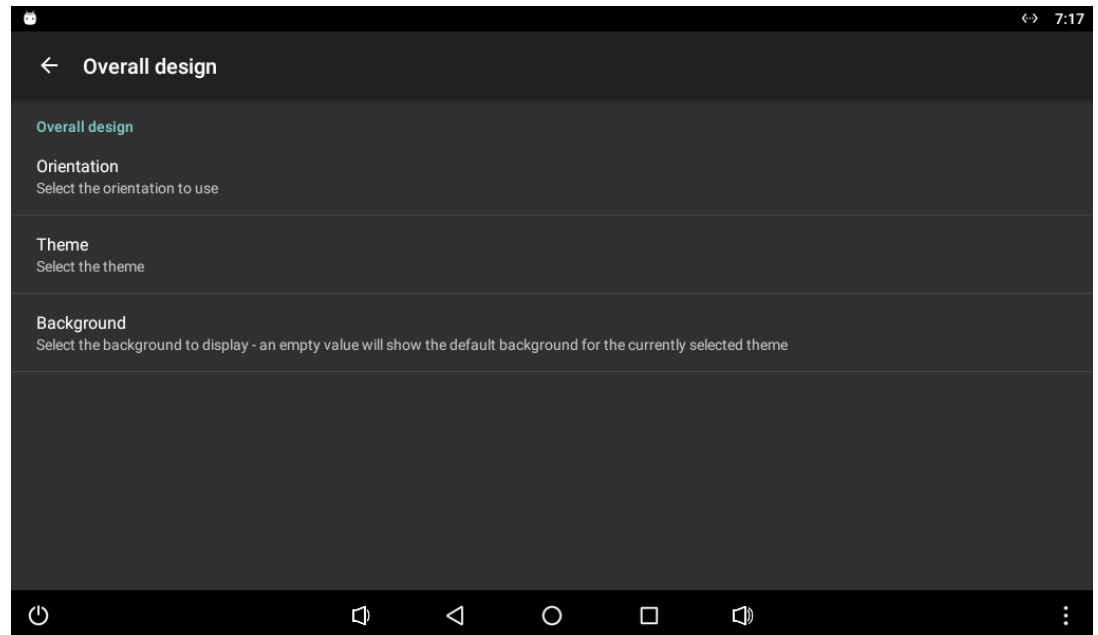 7:17
Overall design
Overall design
Orientation
Select the orientation to use
Theme
Select the theme
Background
Select the background to display - an empty value will show the default background for the currently selected theme